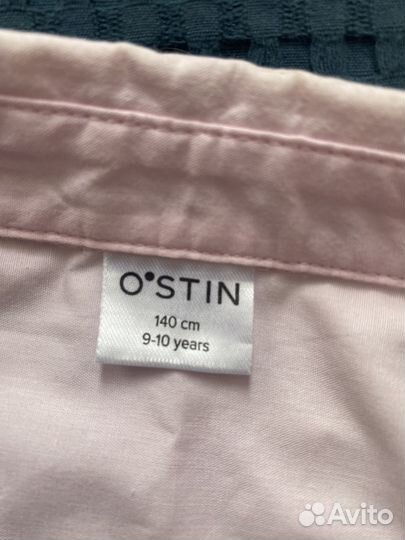 O'STIN
140 cm
9-10 years
Avito